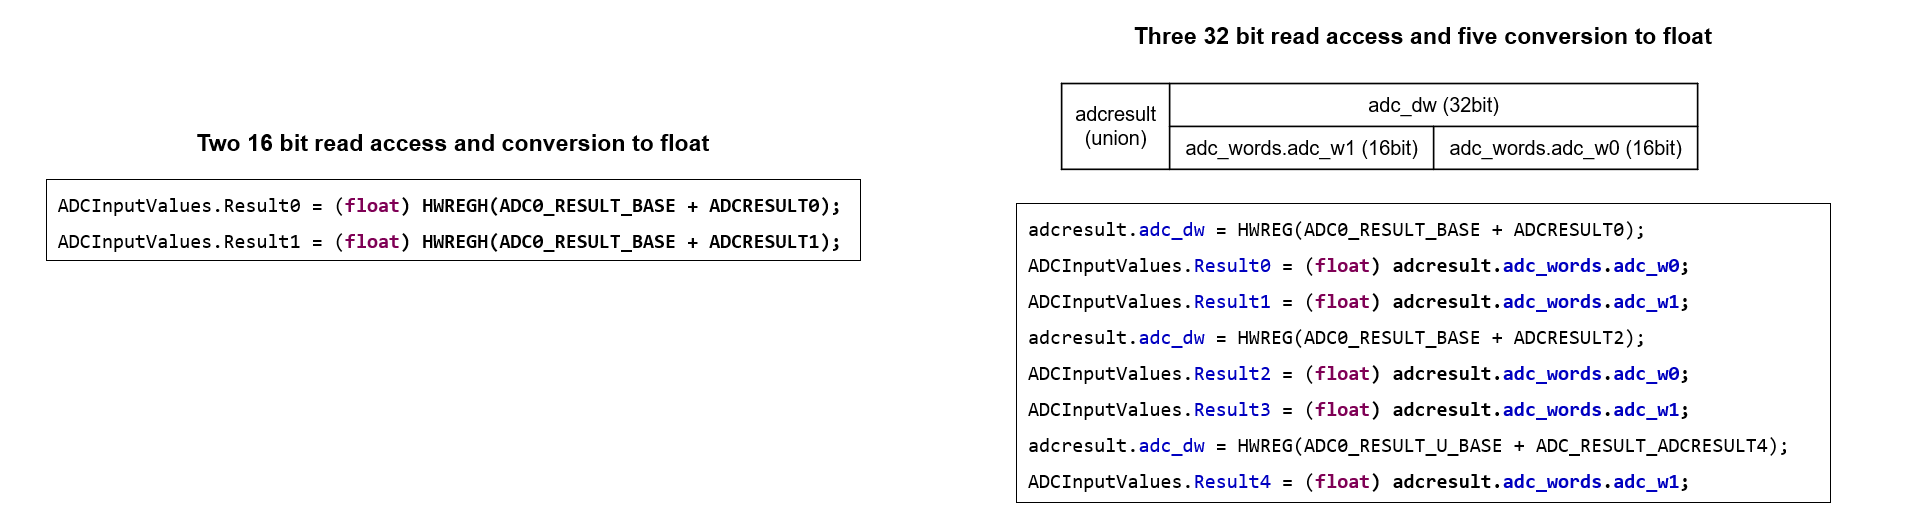 Two 16 bit read access and conversion to float
ADCInputValues.Result0 = (float) HWREGH(ADC0_RESULT_BASE + ADCRESULT0);
ADCInputValues.Result1 = (float) HWREGH(ADC0_RESULT_BASE + ADCRESULT1);
Three 32 bit read access and five conversion to float
adcresult
(union)
adc_dw (32bit)
adc_words.adc_w1 (16bit)
adc_words.adc_w0 (16bit)
adcresult.adc_dw = HWREG(ADC0_RESULT_BASE + ADCRESULT0);
ADCInputValues.Result0 = (float) adcresult.adc_words.adc_w0;
ADCInputValues.Result1 = (float) adcresult.adc_words.adc_w1;
adcresult.adc_dw = HWREG(ADC0_RESULT_BASE + ADCRESULT2);
ADCInputValues.Result2 = (float) adcresult.adc_words.adc_w0;
ADCInputValues.Result3 = (float) adcresult.adc_words.adc_w1;
adcresult.adc_dw = HWREG(ADC0_RESULT_U_BASE + ADC_RESULT_ADCRESULT4);
ADCInputValues.Result4 = (float) adcresult.adc_words.adc_w1;